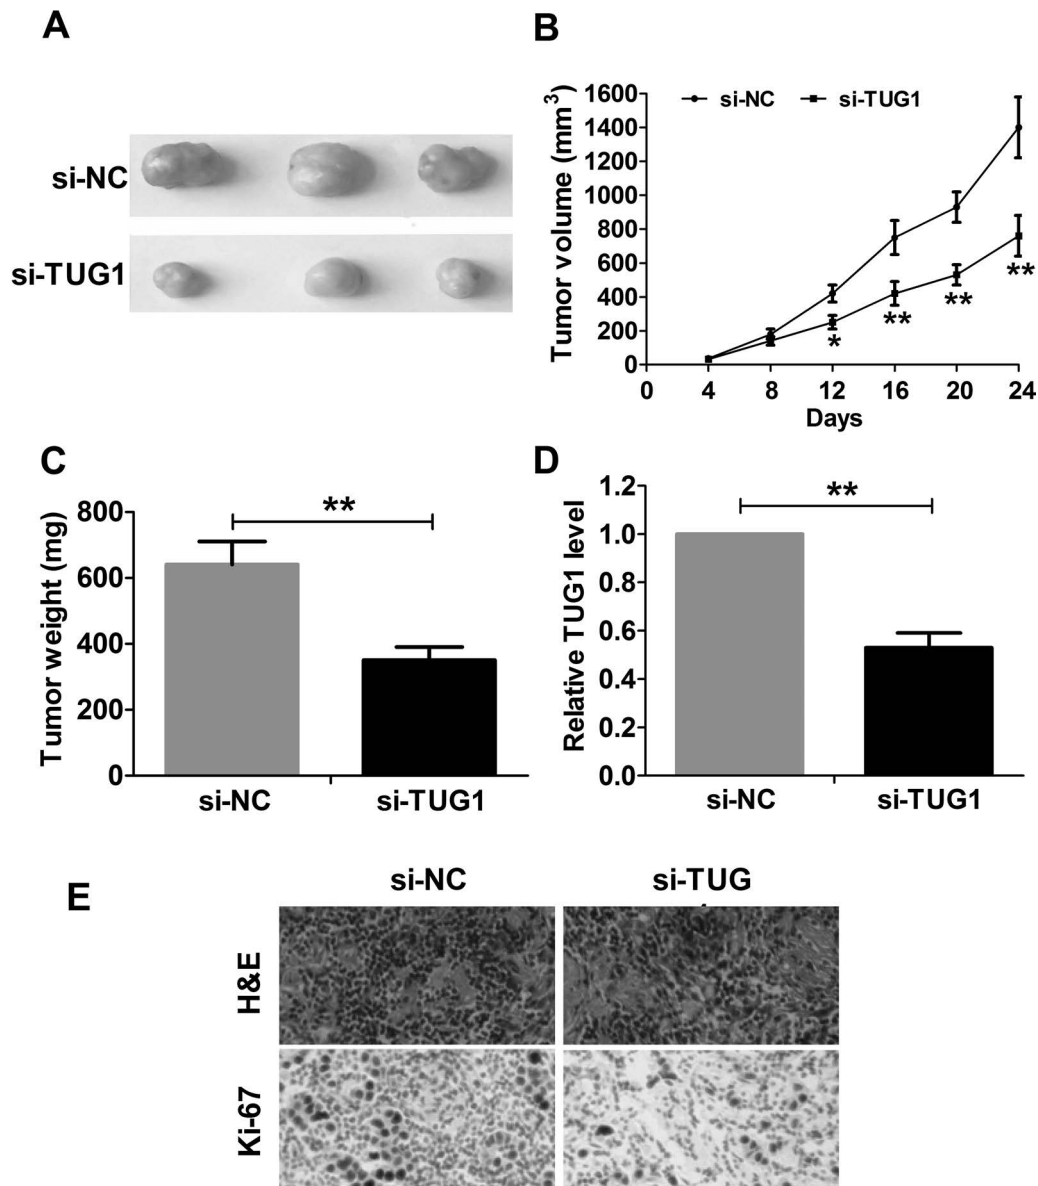 A
si-NC
si-TUG1
B
si-NC si-TUG1
Tumor volume (mm³)
1600
1400
1200
1000
800
600
400
200
0
0 4 8 12 16 20 24
Days
* ** ** **
C
Tumor weight (mg)
800
600
400
200
0
**
si-NC si-TUG1
D
Relative TUG1 level
1.2
1.0
0.8
0.6
0.4
0.2
0.0
**
si-NC si-TUG1
E
si-NC si-TUG
H&E
Ki-67